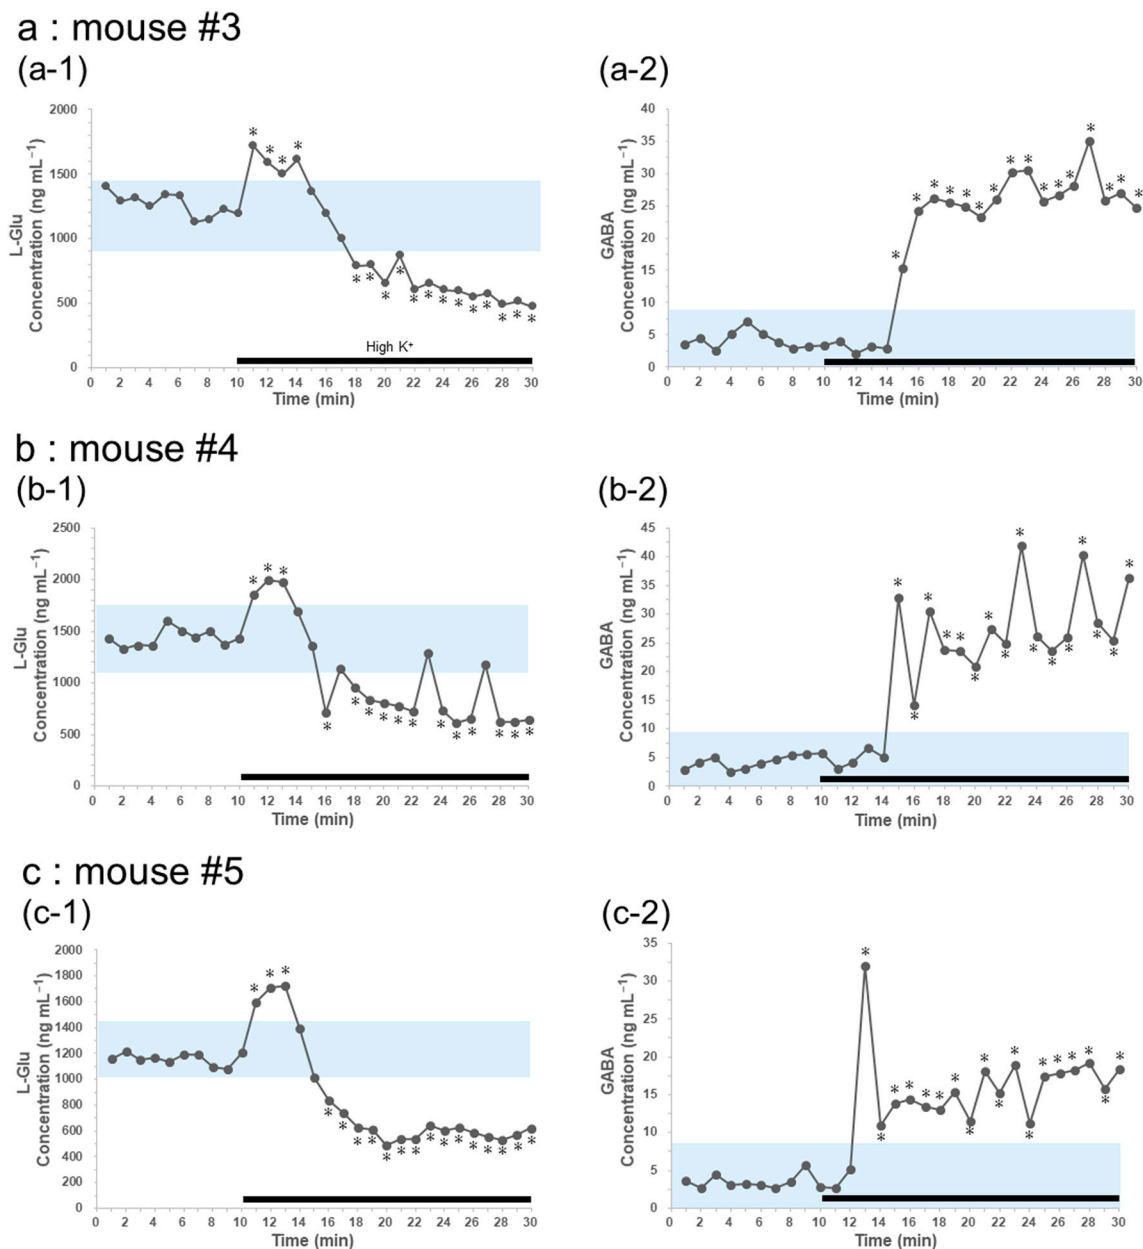 a : mouse #3
(a-1)
(a-2)
2000
1500
1000
500
0
L-Glu
Concentration (ng mL⁻¹)
* * * * * * * * * * * * * * * * *
High K⁺
0 2 4 6 8 10 12 14 16 18 20 22 24 26 28 30
Time (min)
40
35
30
25
20
15
10
5
0
GABA
Concentration (ng mL⁻¹)
* * * * * * * * * * * * * * * *
0 2 4 6 8 10 12 14 16 18 20 22 24 26 28 30
Time (min)
b : mouse #4
(b-1)
(b-2)
2500
2000
1500
1000
500
0
L-Glu
Concentration (ng mL⁻¹)
* * * * * * * * * * * * * * *
0 2 4 6 8 10 12 14 16 18 20 22 24 26 28 30
Time (min)
45
40
35
30
25
20
15
10
5
0
GABA
Concentration (ng mL⁻¹)
* * * * * * * * * * * * * * * *
0 2 4 6 8 10 12 14 16 18 20 22 24 26 28 30
Time (min)
c : mouse #5
(c-1)
(c-2)
2000
1800
1600
1400
1200
1000
800
600
400
200
0
L-Glu
Concentration (ng mL⁻¹)
* * * * * * * * * * * * * * * * * *
0 2 4 6 8 10 12 14 16 18 20 22 24 26 28 30
Time (min)
35
30
25
20
15
10
5
0
GABA
Concentration (ng mL⁻¹)
* * * * * * * * * * * * * * * * * *
0 2 4 6 8 10 12 14 16 18 20 22 24 26 28 30
Time (min)